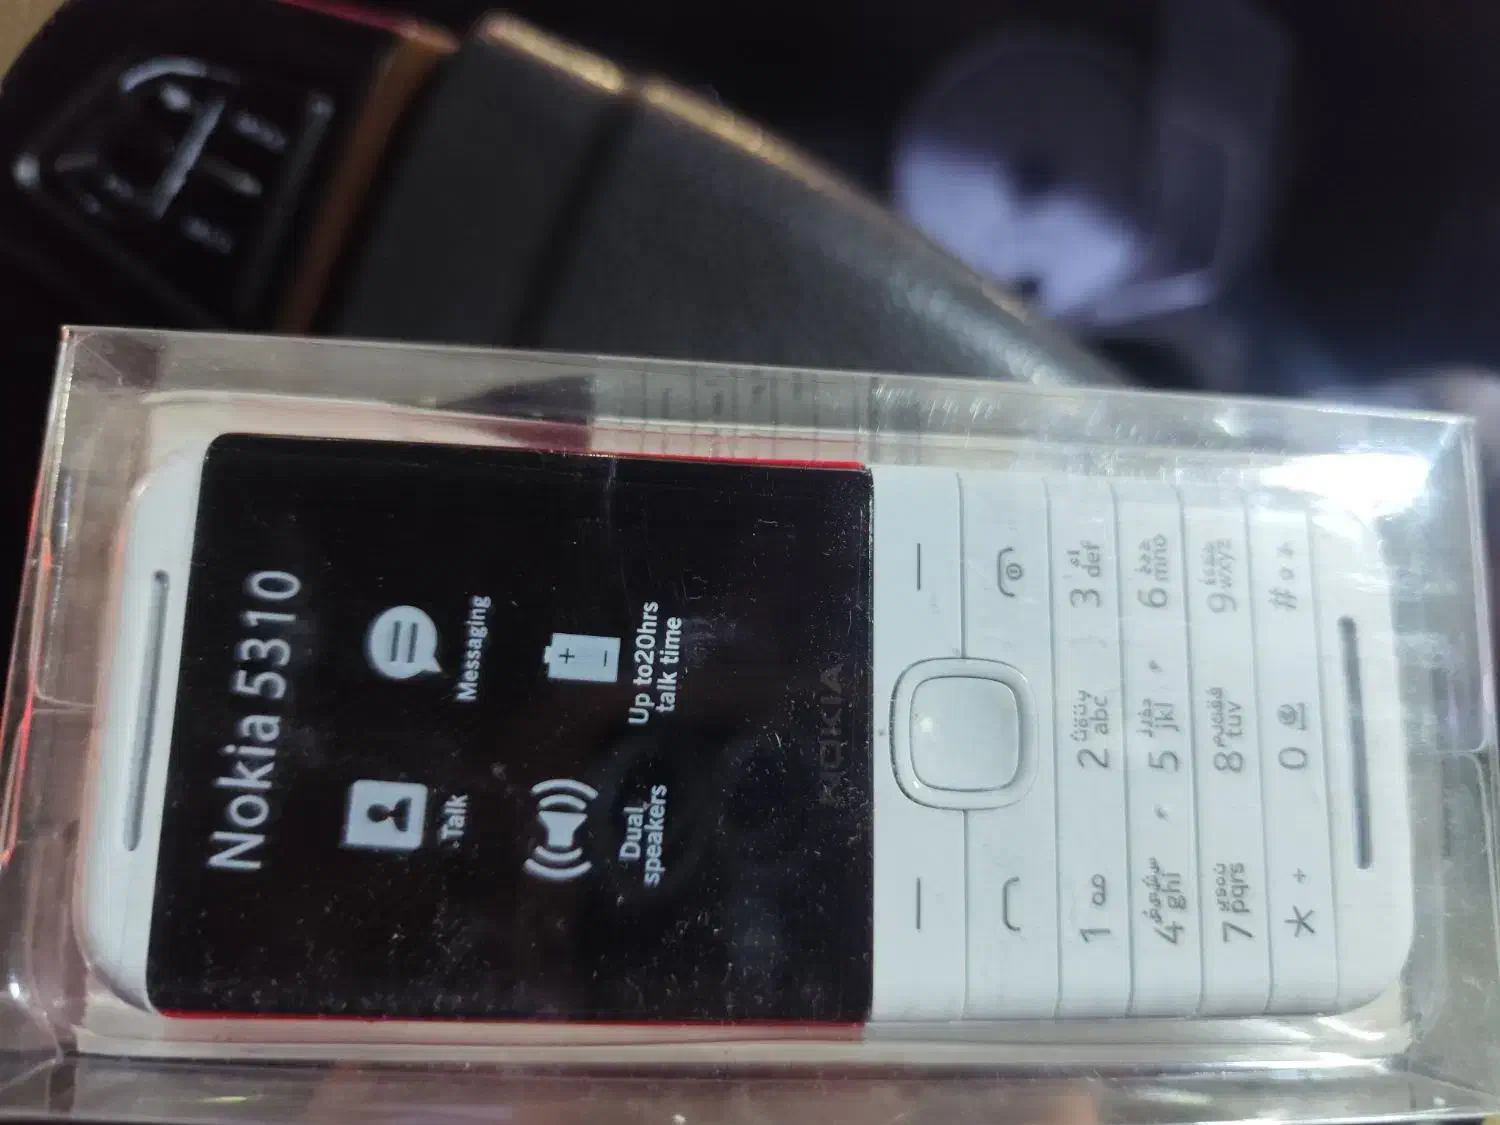 Nokia 5310
Talk
Messaging
Dual
speakers
Up to20hrs
talk time
NOKIA
1
2 abc
3 def
4 ghi
5 jkl
6 mno
7 pqrs
8 tuv
9 wxyz
* +
0
#